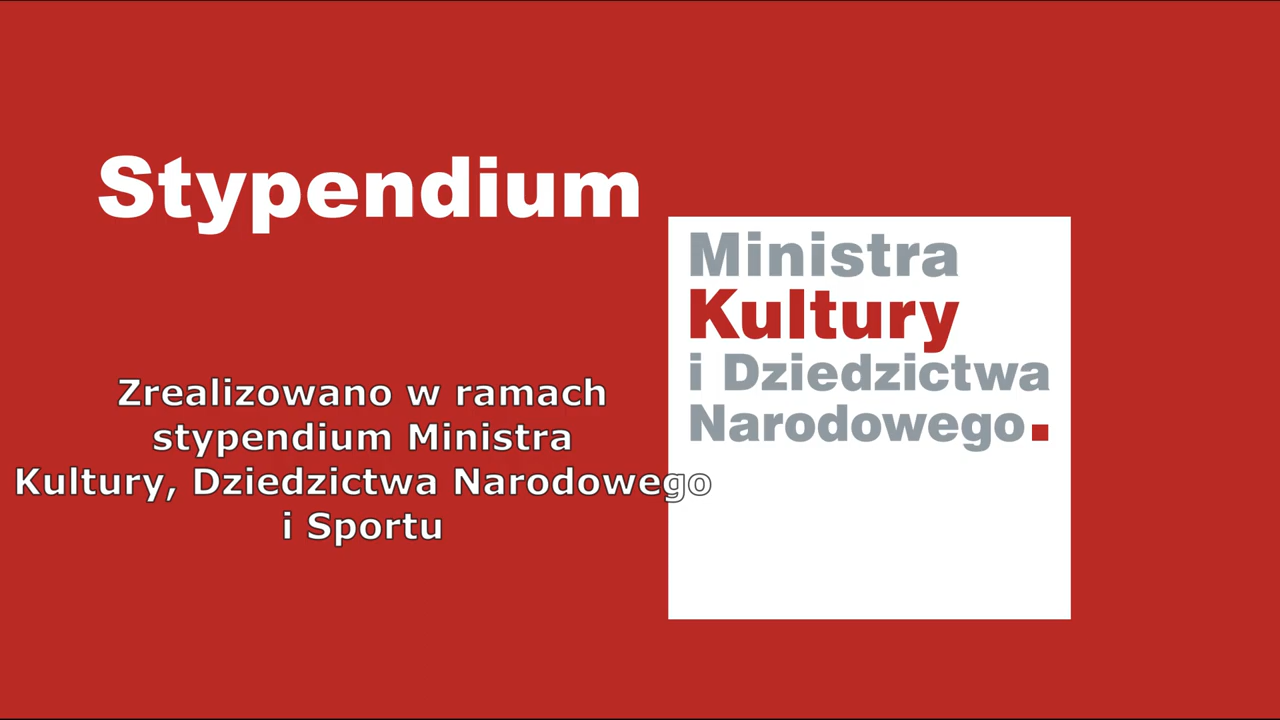 Stypendium
Ministra
Kultury
i Dziedzictwa
Narodowego.
Zrealizowano w ramach
stypendium Ministra
Kultury, Dziedzictwa Narodowego
i Sportu